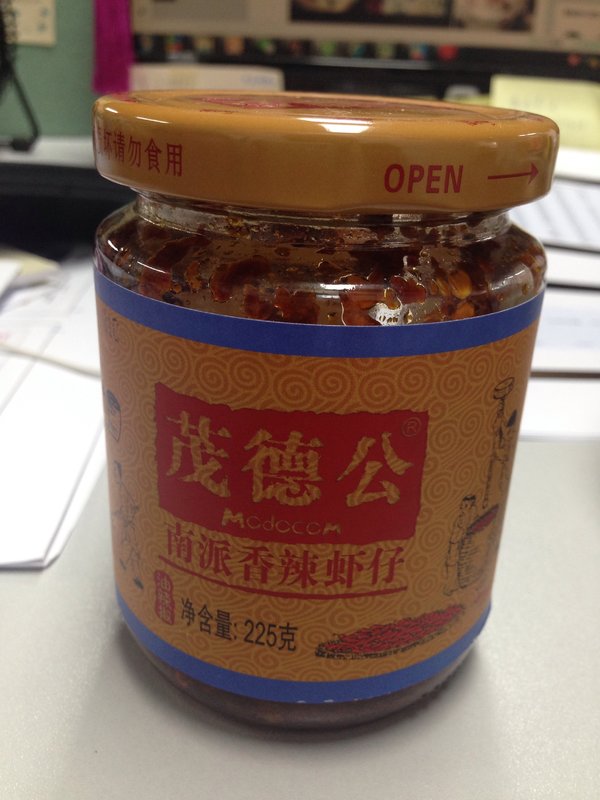 坏请勿食用
OPEN
茂德公®
Modocom
南派香辣虾仔
净含量: 225克